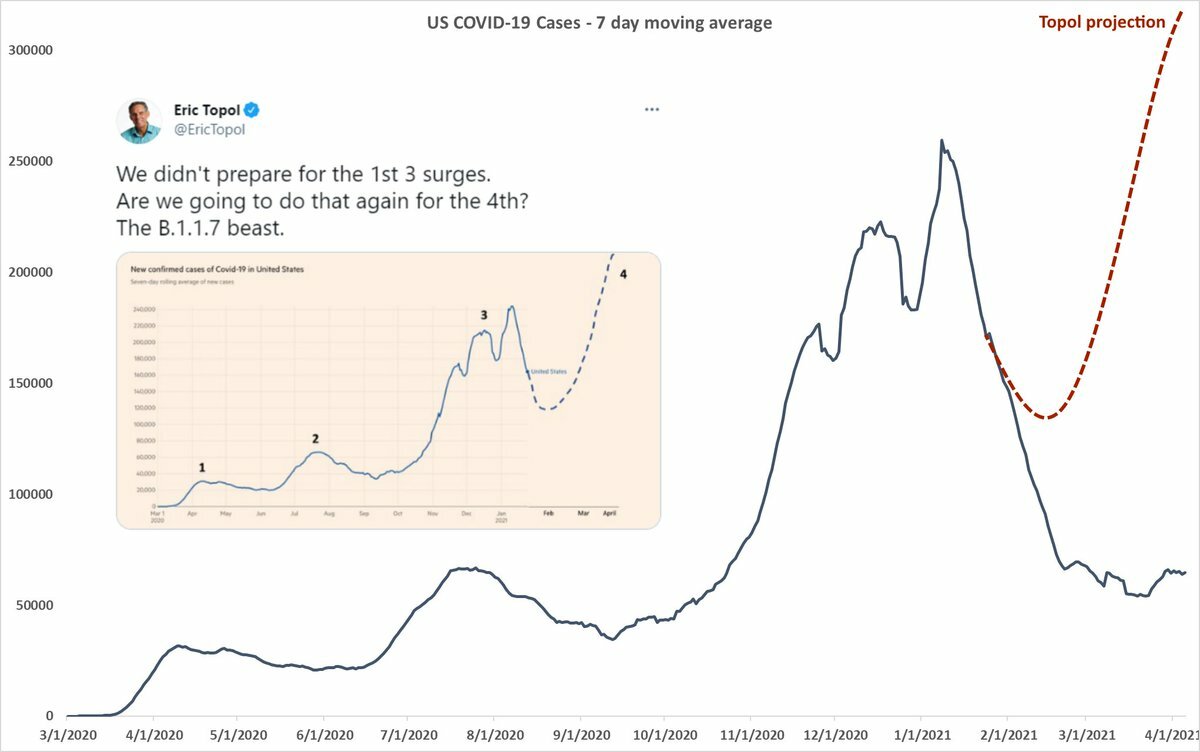 US COVID-19 Cases - 7 day moving average
Topol projection
300000
250000
200000
150000
100000
50000
0
3/1/2020 4/1/2020 5/1/2020 6/1/2020 7/1/2020 8/1/2020 9/1/2020 10/1/2020 11/1/2020 12/1/2020 1/1/2021 2/1/2021 3/1/2021 4/1/2021
Eric Topol
@EricTopol
We didn't prepare for the 1st 3 surges.
Are we going to do that again for the 4th?
The B.1.1.7 beast.
New confirmed cases of Covid-19 in United States
Seven-day rolling average of new cases
240,000
220,000
200,000
180,000
160,000
140,000
120,000
100,000
80,000
60,000
40,000
20,000
0
1
2
3
4
United States
Mar 1 Apr May Jun Jul Aug Sep Oct Nov Dec Jan Feb Mar April
2020 2021